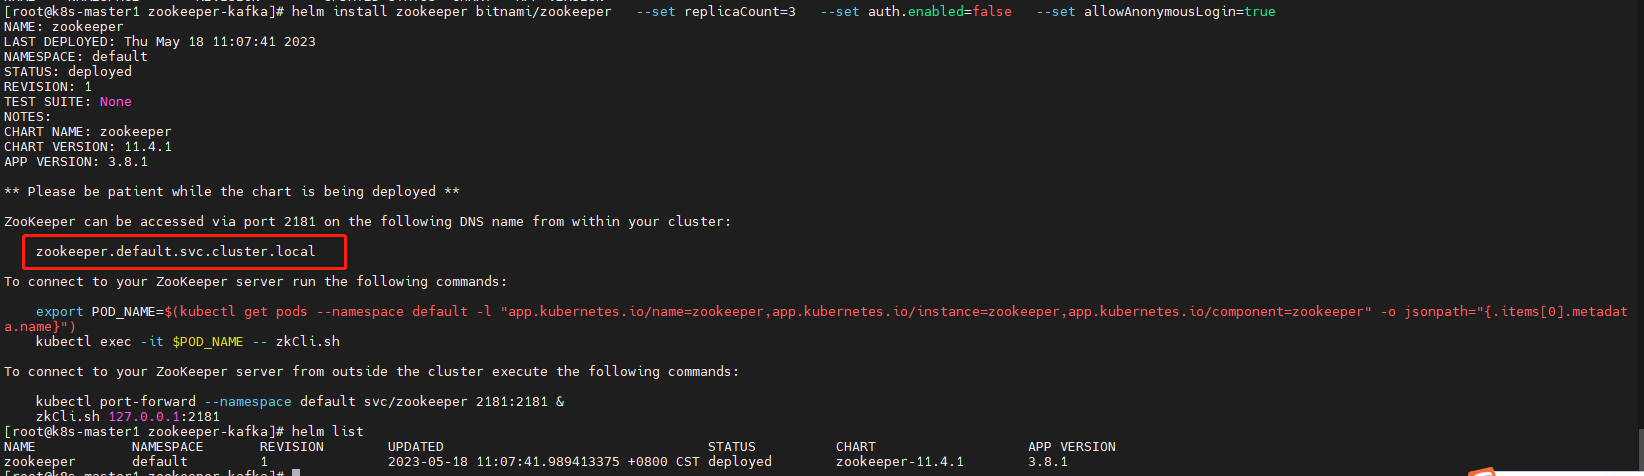 [root@k8s-master1 zookeeper-kafka]# helm install zookeeper bitnami/zookeeper   --set replicaCount=3   --set auth.enabled=false   --set allowAnonymousLogin=true
NAME: zookeeper
LAST DEPLOYED: Thu May 18 11:07:41 2023
NAMESPACE: default
STATUS: deployed
REVISION: 1
TEST SUITE: None
NOTES:
CHART NAME: zookeeper
CHART VERSION: 11.4.1
APP VERSION: 3.8.1
** Please be patient while the chart is being deployed **
ZooKeeper can be accessed via port 2181 on the following DNS name from within your cluster:
zookeeper.default.svc.cluster.local
To connect to your ZooKeeper server run the following commands:
export POD_NAME=$(kubectl get pods --namespace default -l "app.kubernetes.io/name=zookeeper,app.kubernetes.io/instance=zookeeper,app.kubernetes.io/component=zookeeper" -o jsonpath="{.items[0].metadat
a.name}")
kubectl exec -it $POD_NAME -- zkCli.sh
To connect to your ZooKeeper server from outside the cluster execute the following commands:
kubectl port-forward --namespace default svc/zookeeper 2181:2181 &
zkCli.sh 127.0.0.1:2181
[root@k8s-master1 zookeeper-kafka]# helm list
NAME            NAMESPACE       REVISION        UPDATED                                 STATUS          CHART                   APP VERSION
zookeeper       default         1               2023-05-18 11:07:41.989413375 +0800 CST deployed        zookeeper-11.4.1        3.8.1
[root@k8s-master1 zookeeper-kafka]#